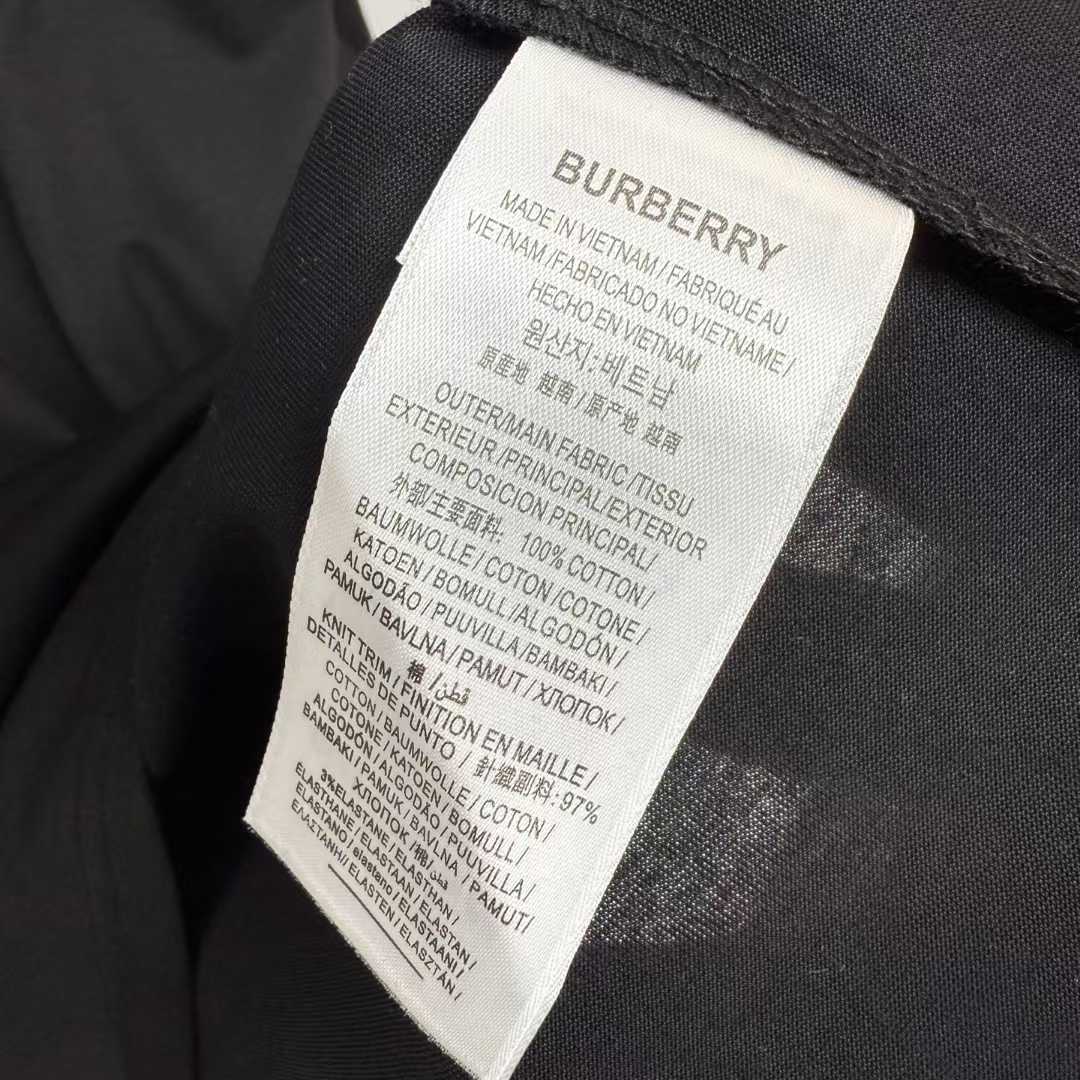 BURBERRY
MADE IN VIETNAM / FABRIQUÉ AU
VIETNAM / FABRICADO NO VIETNAME /
HECHO EN VIETNAM
원산지: 베트남
原産地 越南 / 原产地 越南
OUTER/MAIN FABRIC / TISSU
EXTERIEUR / PRINCIPAL / EXTERIOR
COMPOSICION PRINCIPAL/
外部/主要面料: 100% COTTON /
BAUMWOLLE / COTON / COTONE /
KATOEN / BOMULL / ALGODÓN /
ALGODÃO / PUUVILLA / BAMBAKI /
PAMUK / BAVLNA / PAMUT / ХЛОПОК /
棉 / قطن
KNIT TRIM / FINITION EN MAILLE /
DETALLES DE PUNTO / 針織副料: 97%
COTTON / BAUMWOLLE / COTON /
COTONE / KATOEN / BOMULL /
ALGODÓN / ALGODÃO / PUUVILLA /
BAMBAKI / PAMUK / BAVLNA / PAMUT /
ХЛОПОК / 棉 / قطن
3% ELASTANE / ELASTHAN /
ÉLASTHANNE / ELASTAN /
ELASTANO / ELASTAAN / ELASTAANI /
ΕΛΑΣΤΑΝΗ // elastano / ELASZTÁN /
ELASTEN /